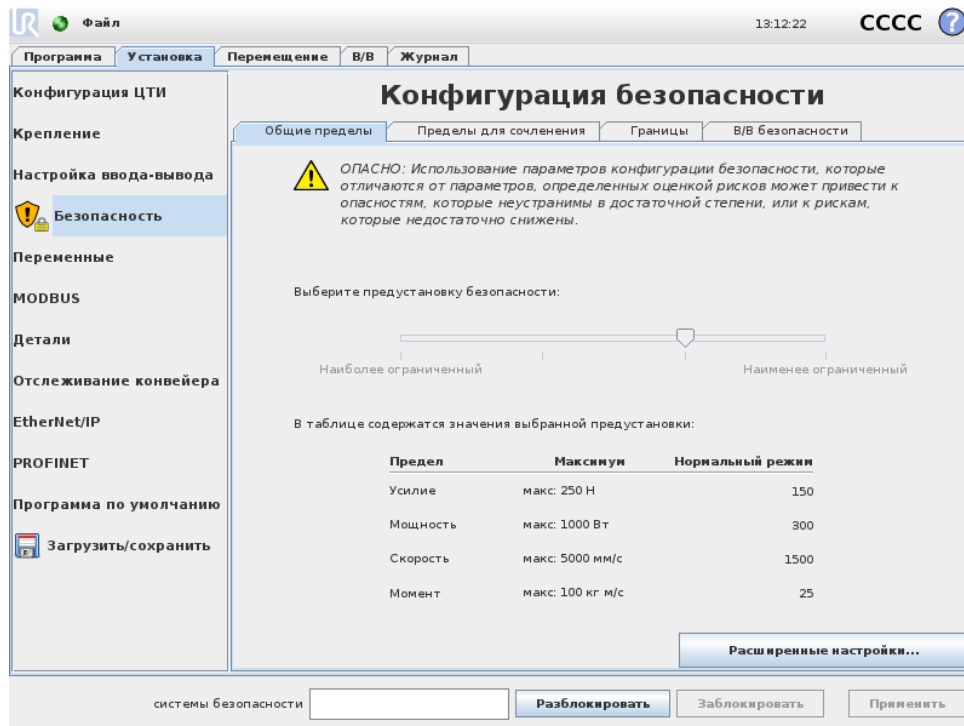 UR Файл 13:12:22 CCCC ?
Программа Установка Перемещение В/В Журнал
Конфигурация ЦТИ
Крепление
Настройка ввода-вывода
Безопасность
Переменные
MODBUS
Детали
Отслеживание конвейера
EtherNet/IP
PROFINET
Программа по умолчанию
Загрузить/сохранить
Конфигурация безопасности
Общие пределы Пределы для сочленения Границы В/В безопасности
ОПАСНО: Использование параметров конфигурации безопасности, которые
отличаются от параметров, определенных оценкой рисков может привести к
опасностям, которые неустранимы в достаточной степени, или к рискам,
которые недостаточно снижены.
Выберите предустановку безопасности:
Наиболее ограниченный Наименее ограниченный
В таблице содержатся значения выбранной предустановки:
Предел Максимум Нормальный режим
Усилие макс: 250 Н 150
Мощность макс: 1000 Вт 300
Скорость макс: 5000 мм/с 1500
Момент макс: 100 кг м/с 25
Расширенные настройки...
системы безопасности Разблокировать Заблокировать Применить